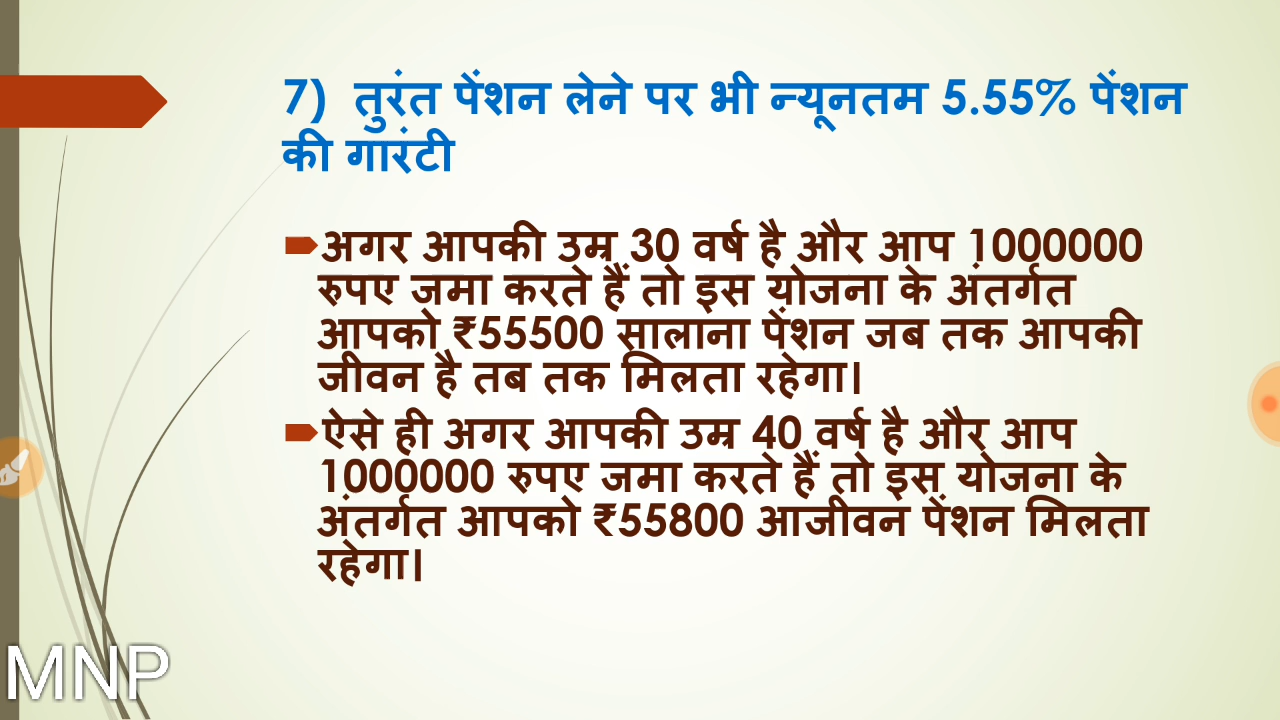 7) तुरंत पेंशन लेने पर भी न्यूनतम 5.55% पेंशन
की गारंटी
अगर आपकी उम्र 30 वर्ष है और आप 1000000
रुपए जमा करते हैं तो इस योजना के अंतर्गत
आपको ₹55500 सालाना पेंशन जब तक आपकी
जीवन है तब तक मिलता रहेगा।
ऐसे ही अगर आपकी उम्र 40 वर्ष है और आप
1000000 रुपए जमा करते हैं तो इस योजना के
अंतर्गत आपको ₹55800 आजीवन पेंशन मिलता
रहेगा।
MNP